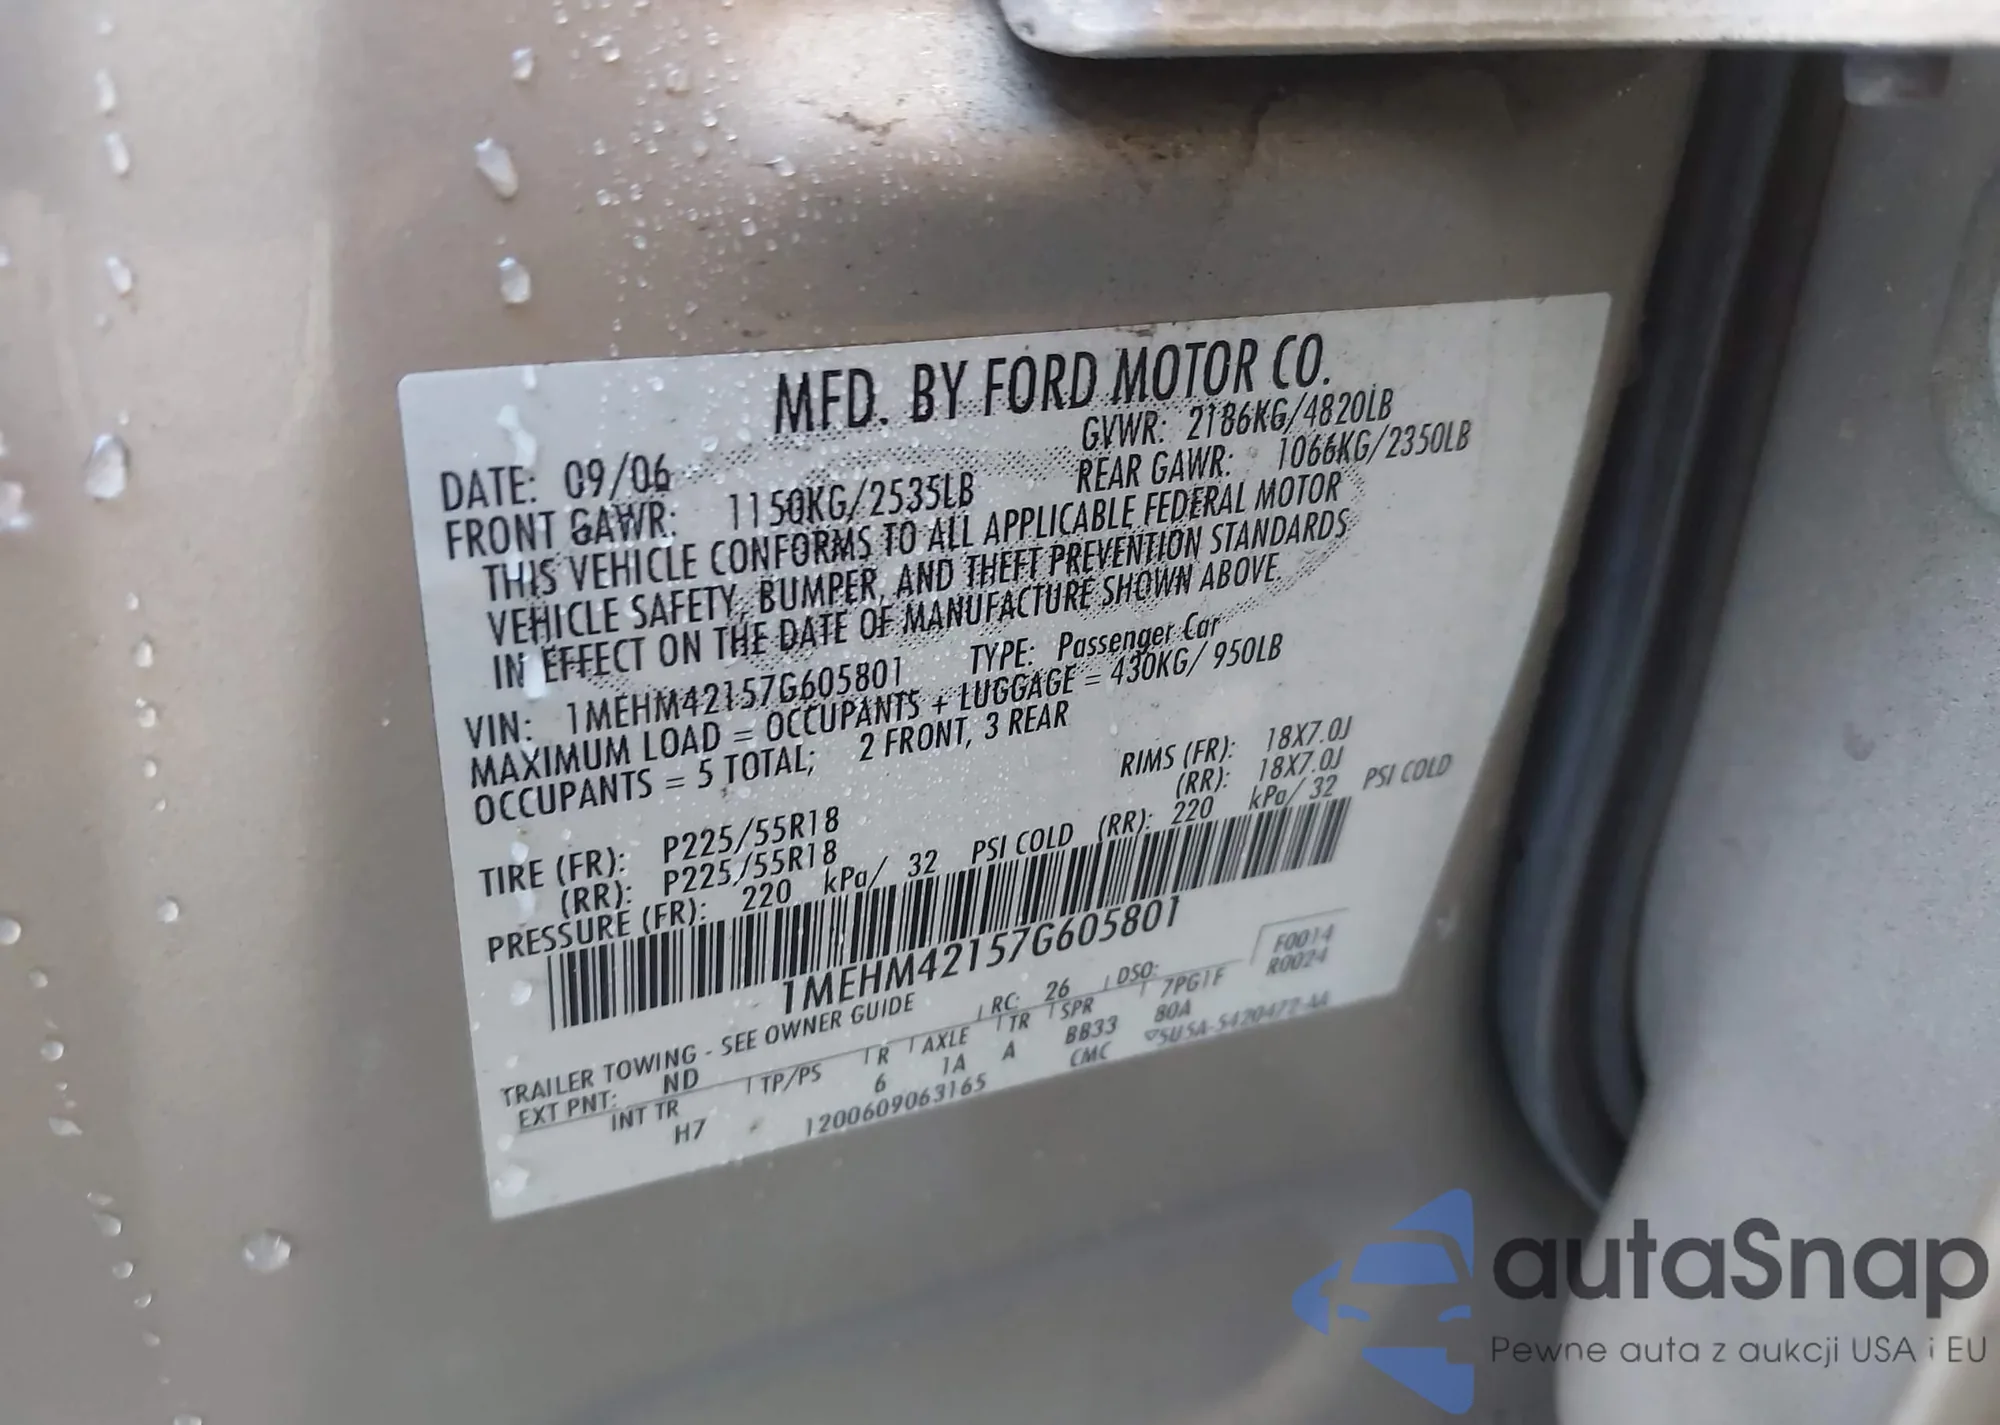 MFD. BY FORD MOTOR CO.
DATE: 09/06 GVWR: 2186KG/4820LB
FRONT GAWR: 1150KG/2535LB REAR GAWR: 1066KG/2350LB
THIS VEHICLE CONFORMS TO ALL APPLICABLE FEDERAL MOTOR
VEHICLE SAFETY, BUMPER, AND THEFT PREVENTION STANDARDS
IN EFFECT ON THE DATE OF MANUFACTURE SHOWN ABOVE.
VIN: 1MEHM42157G605801 TYPE: Passenger Car
MAXIMUM LOAD = OCCUPANTS + LUGGAGE = 430KG/ 950LB
OCCUPANTS = 5 TOTAL; 2 FRONT, 3 REAR
TIRE (FR): P225/55R18 RIMS (FR): 18X7.0J
(RR): P225/55R18 (RR): 18X7.0J
PRESSURE (FR): 220 kPa/ 32 PSI COLD (RR): 220 kPa/ 32 PSI COLD
1MEHM42157G605801
TRAILER TOWING - SEE OWNER GUIDE
EXT PNT: ND RC: 26 DSO: F0014
R0024
INT TR TP/PS R AXLE TR SPR 7PG1F
H7 6 1A A BB33 80A
1200609063165 CMC
autaSnap
Pewne auta z aukcji USA i EU